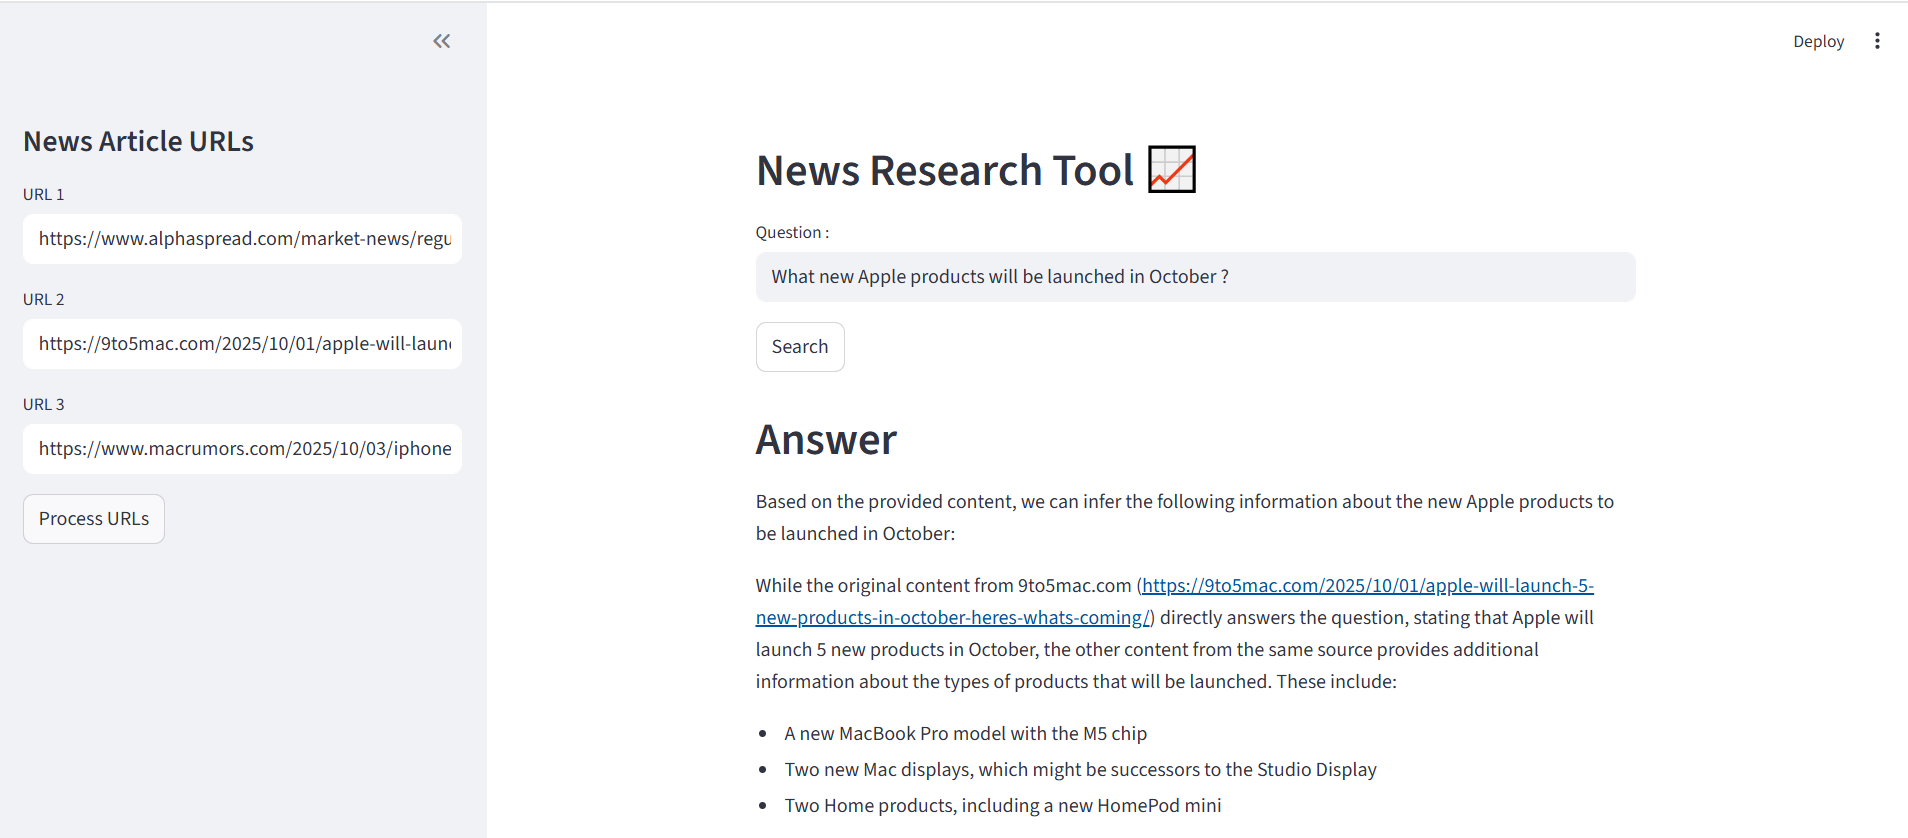 Deploy
News Article URLs
URL 1
https://www.alphaspread.com/market-news/regu
URL 2
https://9to5mac.com/2025/10/01/apple-will-laun
URL 3
https://www.macrumors.com/2025/10/03/iphone
Process URLs
News Research Tool
Question :
What new Apple products will be launched in October ?
Search
Answer
Based on the provided content, we can infer the following information about the new Apple products to
be launched in October:
While the original content from 9to5mac.com (https://9to5mac.com/2025/10/01/apple-will-launch-5-
new-products-in-october-heres-whats-coming/) directly answers the question, stating that Apple will
launch 5 new products in October, the other content from the same source provides additional
information about the types of products that will be launched. These include:
A new MacBook Pro model with the M5 chip
Two new Mac displays, which might be successors to the Studio Display
Two Home products, including a new HomePod mini